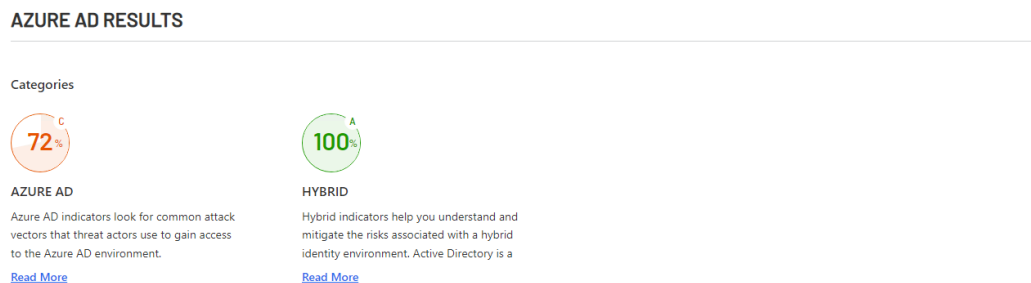 AZURE AD RESULTS
Categories
C
72%
AZURE AD
Azure AD indicators look for common attack
vectors that threat actors use to gain access
to the Azure AD environment.
Read More
A
100%
HYBRID
Hybrid indicators help you understand and
mitigate the risks associated with a hybrid
identity environment. Active Directory is a
Read More